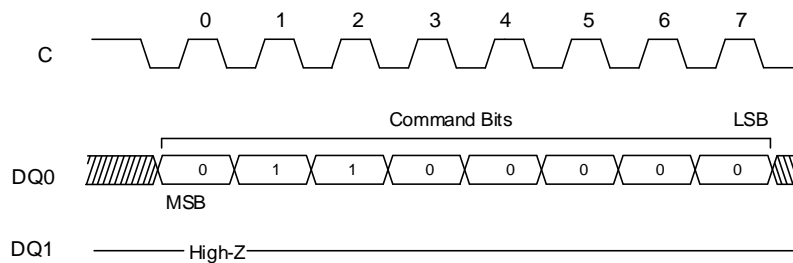 0 1 2 3 4 5 6 7
C
Command Bits LSB
DQ0 0 1 1 0 0 0 0 0
MSB
DQ1 High-Z